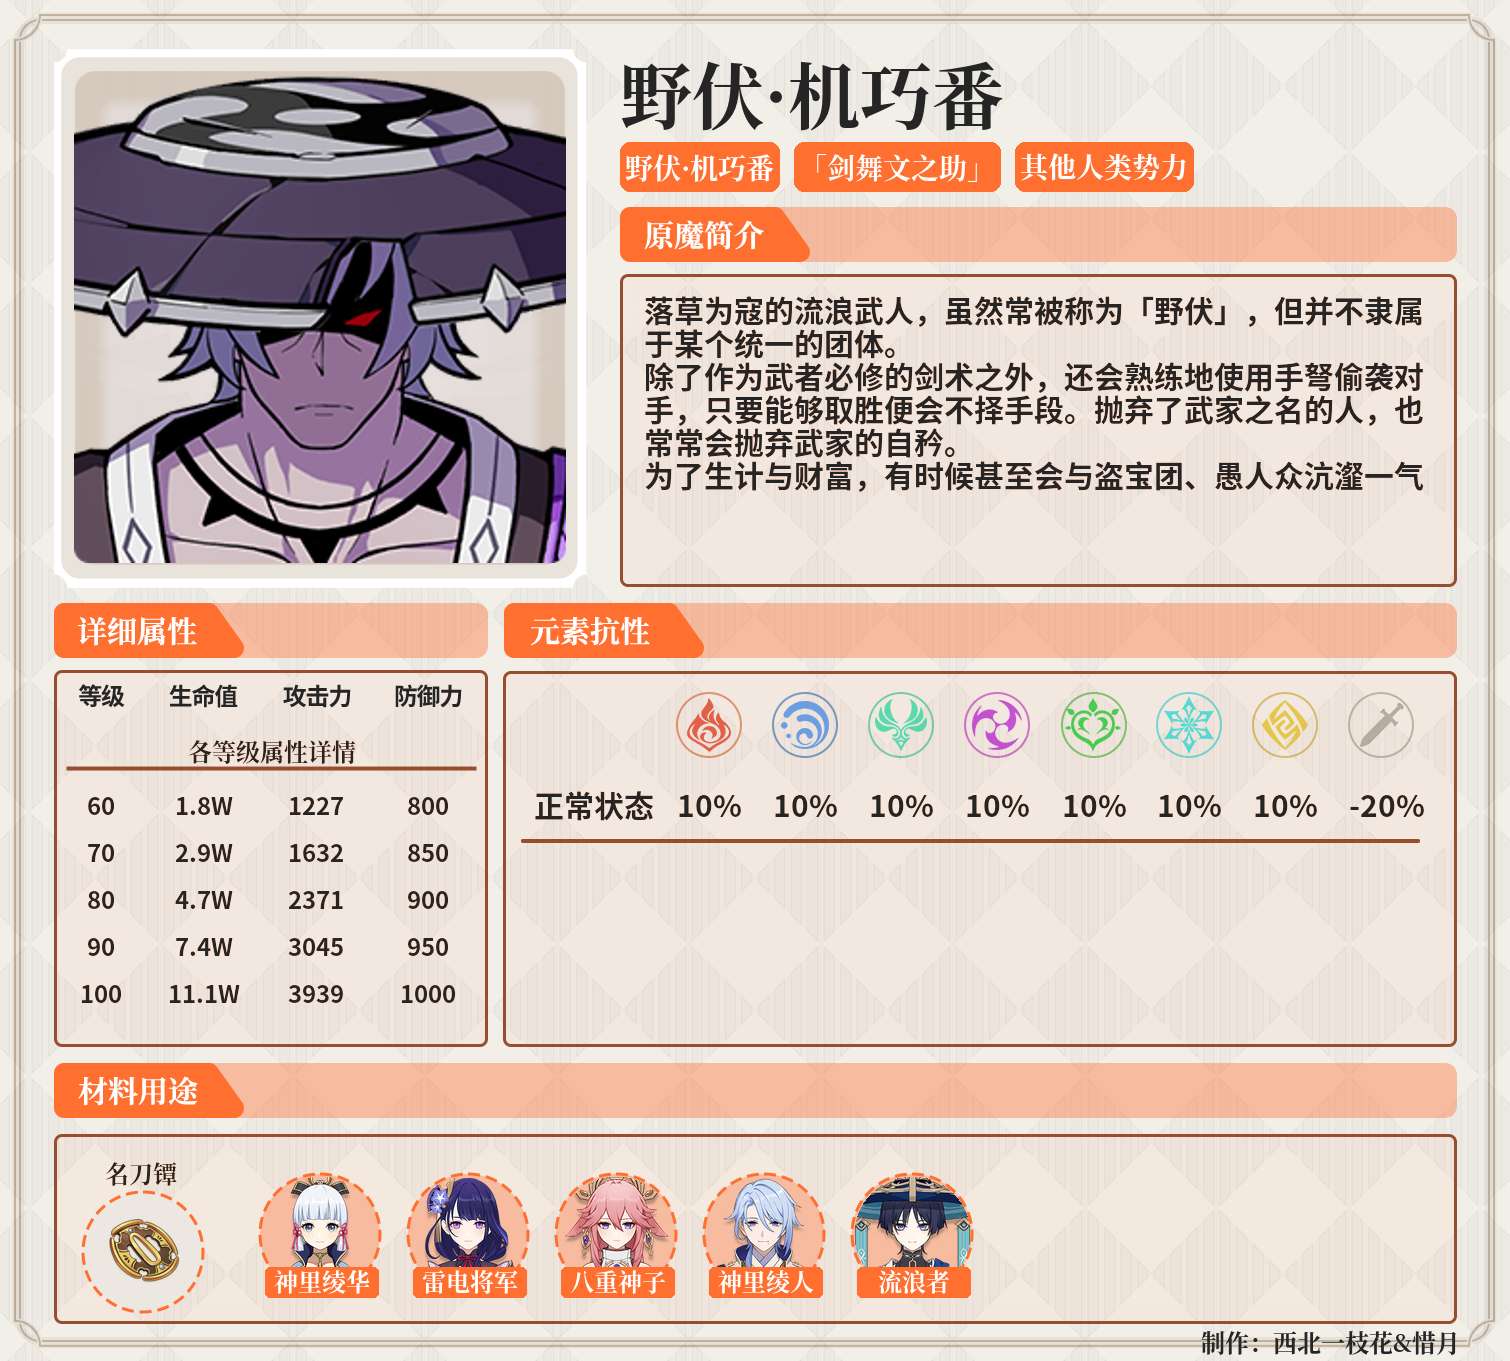 野伏·机巧番
野伏·机巧番 「剑舞文之助」 其他人类势力
原魔简介
落草为寇的流浪武人，虽然常被称为「野伏」，但并不隶属
于某个统一的团体。
除了作为武者必修的剑术之外，还会熟练地使用手弩偷袭对
手，只要能够取胜便会不择手段。抛弃了武家之名的人，也
常常会抛弃武家的自矜。
为了生计与财富，有时候甚至会与盗宝团、愚人众沆瀣一气
详细属性
等级 生命值 攻击力 防御力
各等级属性详情
60 1.8W 1227 800
70 2.9W 1632 850
80 4.7W 2371 900
90 7.4W 3045 950
100 11.1W 3939 1000
元素抗性
正常状态 10% 10% 10% 10% 10% 10% 10% -20%
材料用途
名刀镡
神里绫华 雷电将军 八重神子 神里绫人 流浪者
制作：西北一枝花&惜月